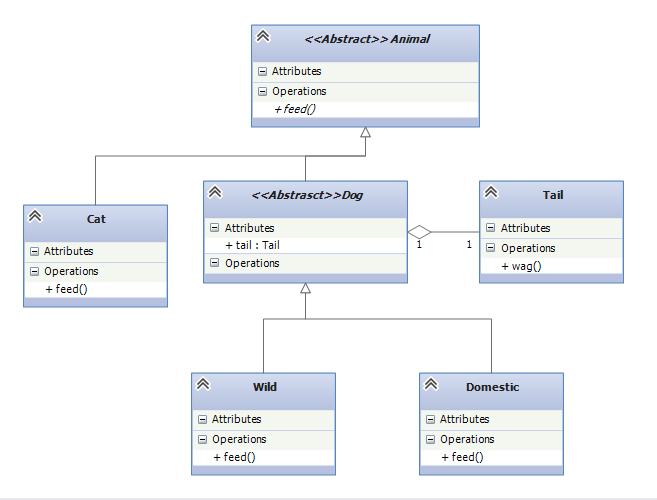 <<Abstract>> Animal
Attributes
Operations
+ feed()
Cat
Attributes
Operations
+ feed()
<<Abstrasct>>Dog
Attributes
+ tail : Tail
Operations
1
1
Tail
Attributes
Operations
+ wag()
Wild
Attributes
Operations
+ feed()
Domestic
Attributes
Operations
+ feed()